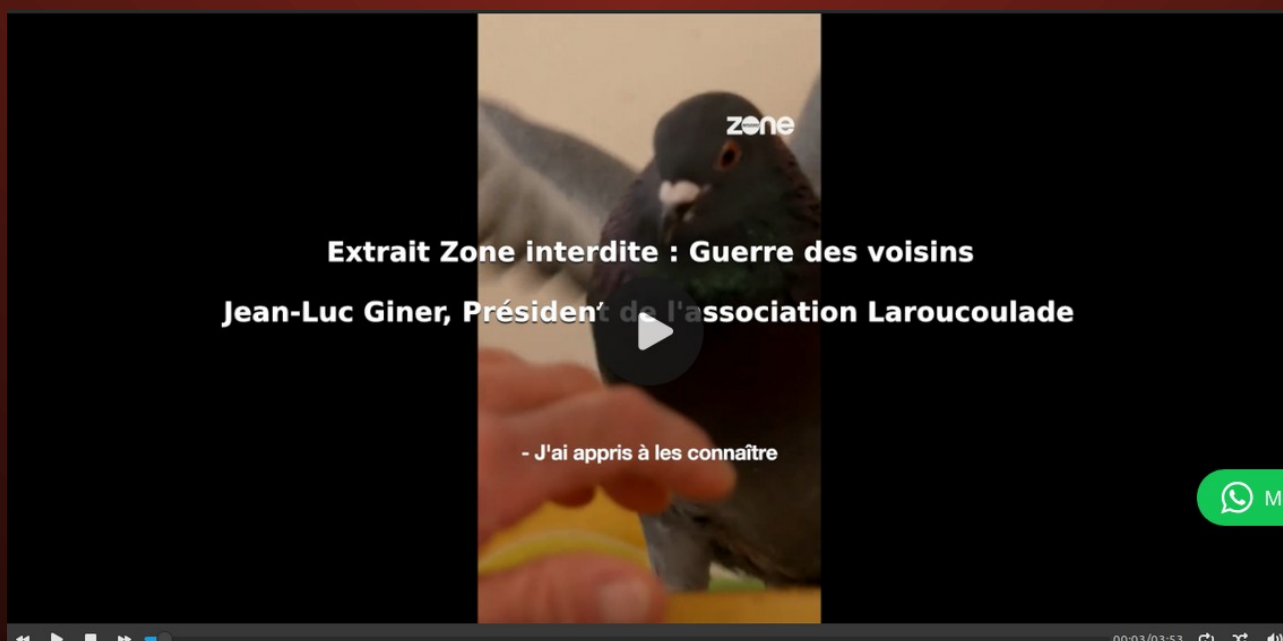 zone
Extrait Zone interdite : Guerre des voisins
Jean-Luc Giner, Président de l'association Laroucoulade
- J'ai appris à les connaître
M
00:03/03:53